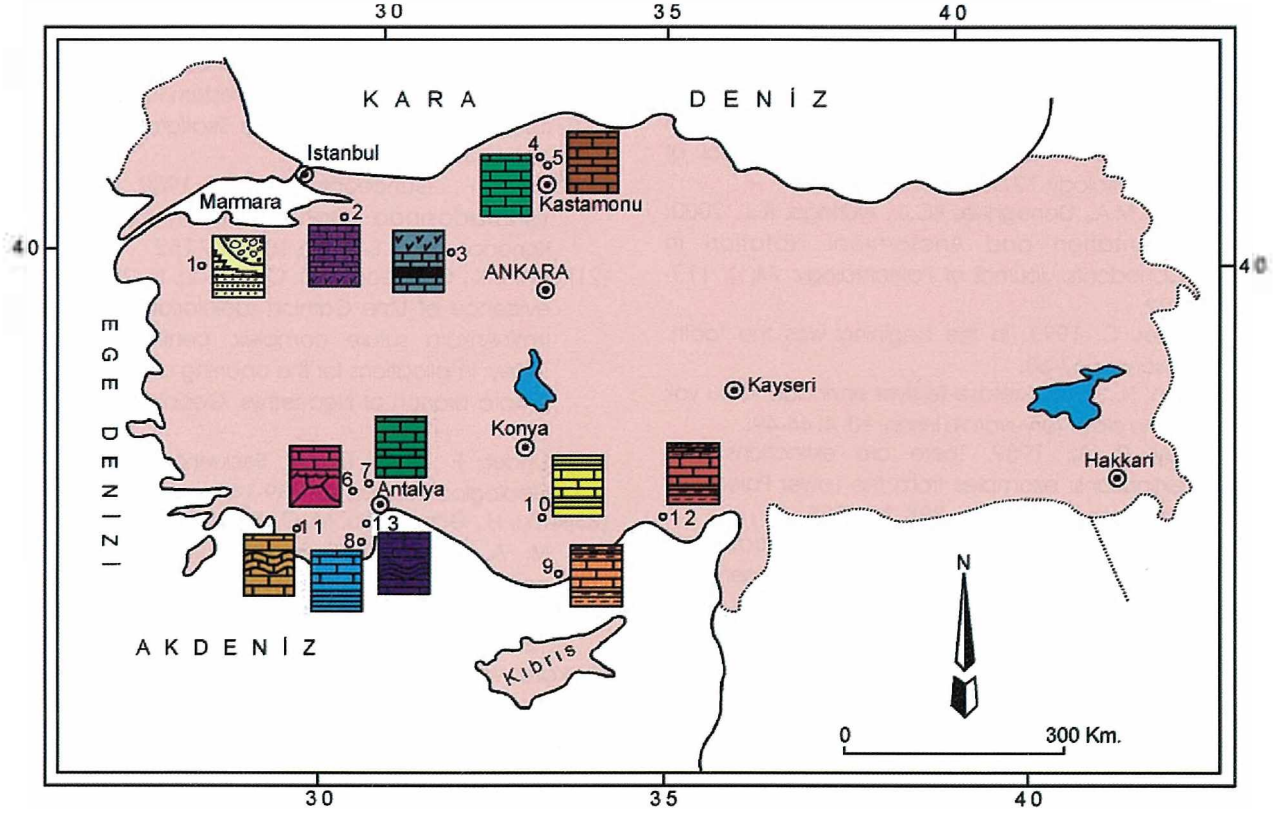 30 35 40
KARA DENİZ
Istanbul
Marmara
4
5
Kastamonu
2
40
1
3
ANKARA
40
EGE DENIZI
Kayseri
Konya
Hakkari
7
6
Antalya
10
11
13
12
8
9
N
AKDENİZ
Kıbrıs
0 300 Km.
30 35 40